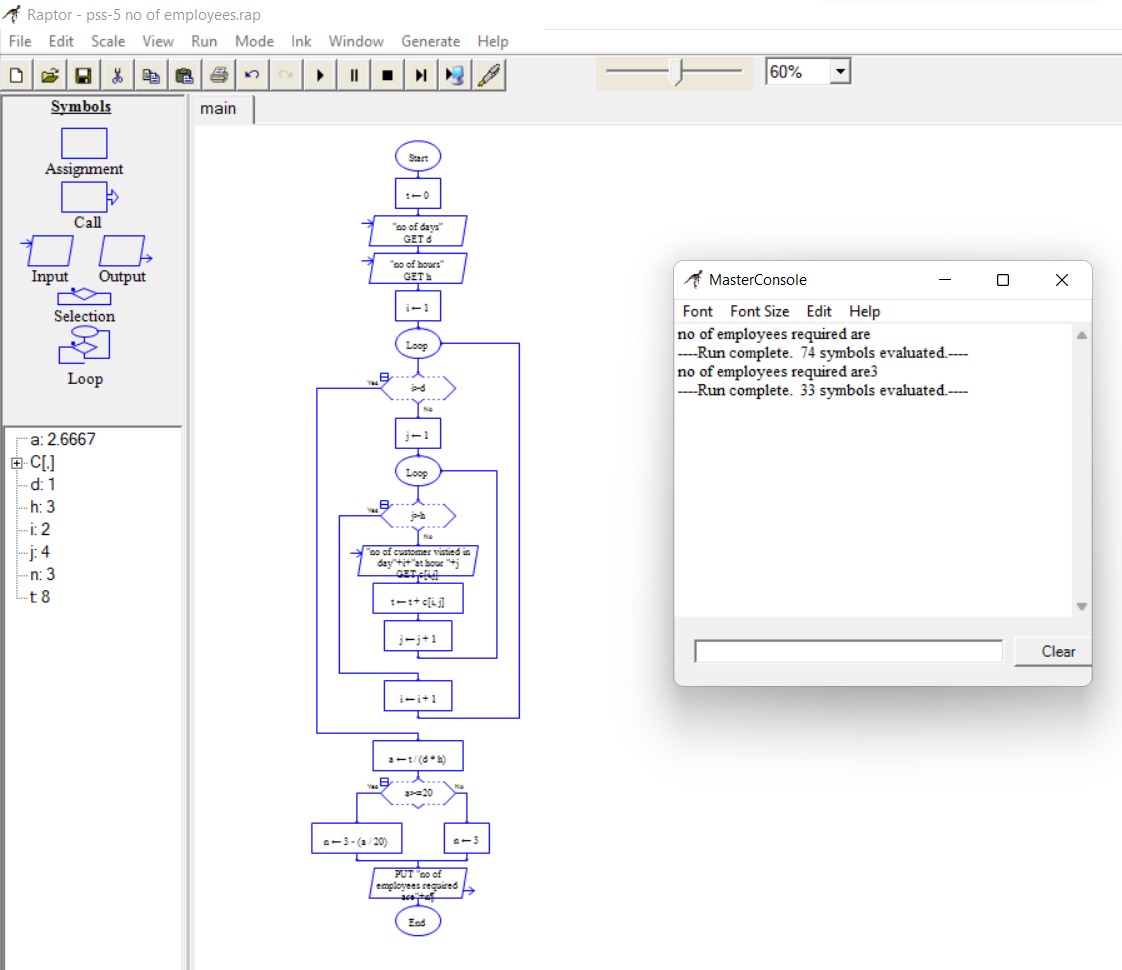 Raptor - pss-5 no of employees.rap
File Edit Scale View Run Mode Ink Window Generate Help
60%
Symbols
Assignment
Call
Input Output
Selection
Loop
a: 2.6667
C[,]
d: 1
h: 3
i: 2
j: 4
n: 3
t: 8
main
Start
t ← 0
"no of days"
GET d
"no of hours"
GET h
i ← 1
Loop
Yes
i>d
No
j ← 1
Loop
Yes
j>h
No
"no of customer vistied in
day"+i+"at hour "+j
GET c[i,j]
t ← t + c[i, j]
j ← j + 1
i ← i + 1
a ← t / (d * h)
Yes
a>=20
No
n ← 3 - (a / 20)
n ← 3
PUT "no of
employees required
are"+n¶
End
MasterConsole
Font Font Size Edit Help
no of employees required are
----Run complete. 74 symbols evaluated.----
no of employees required are3
----Run complete. 33 symbols evaluated.----
Clear